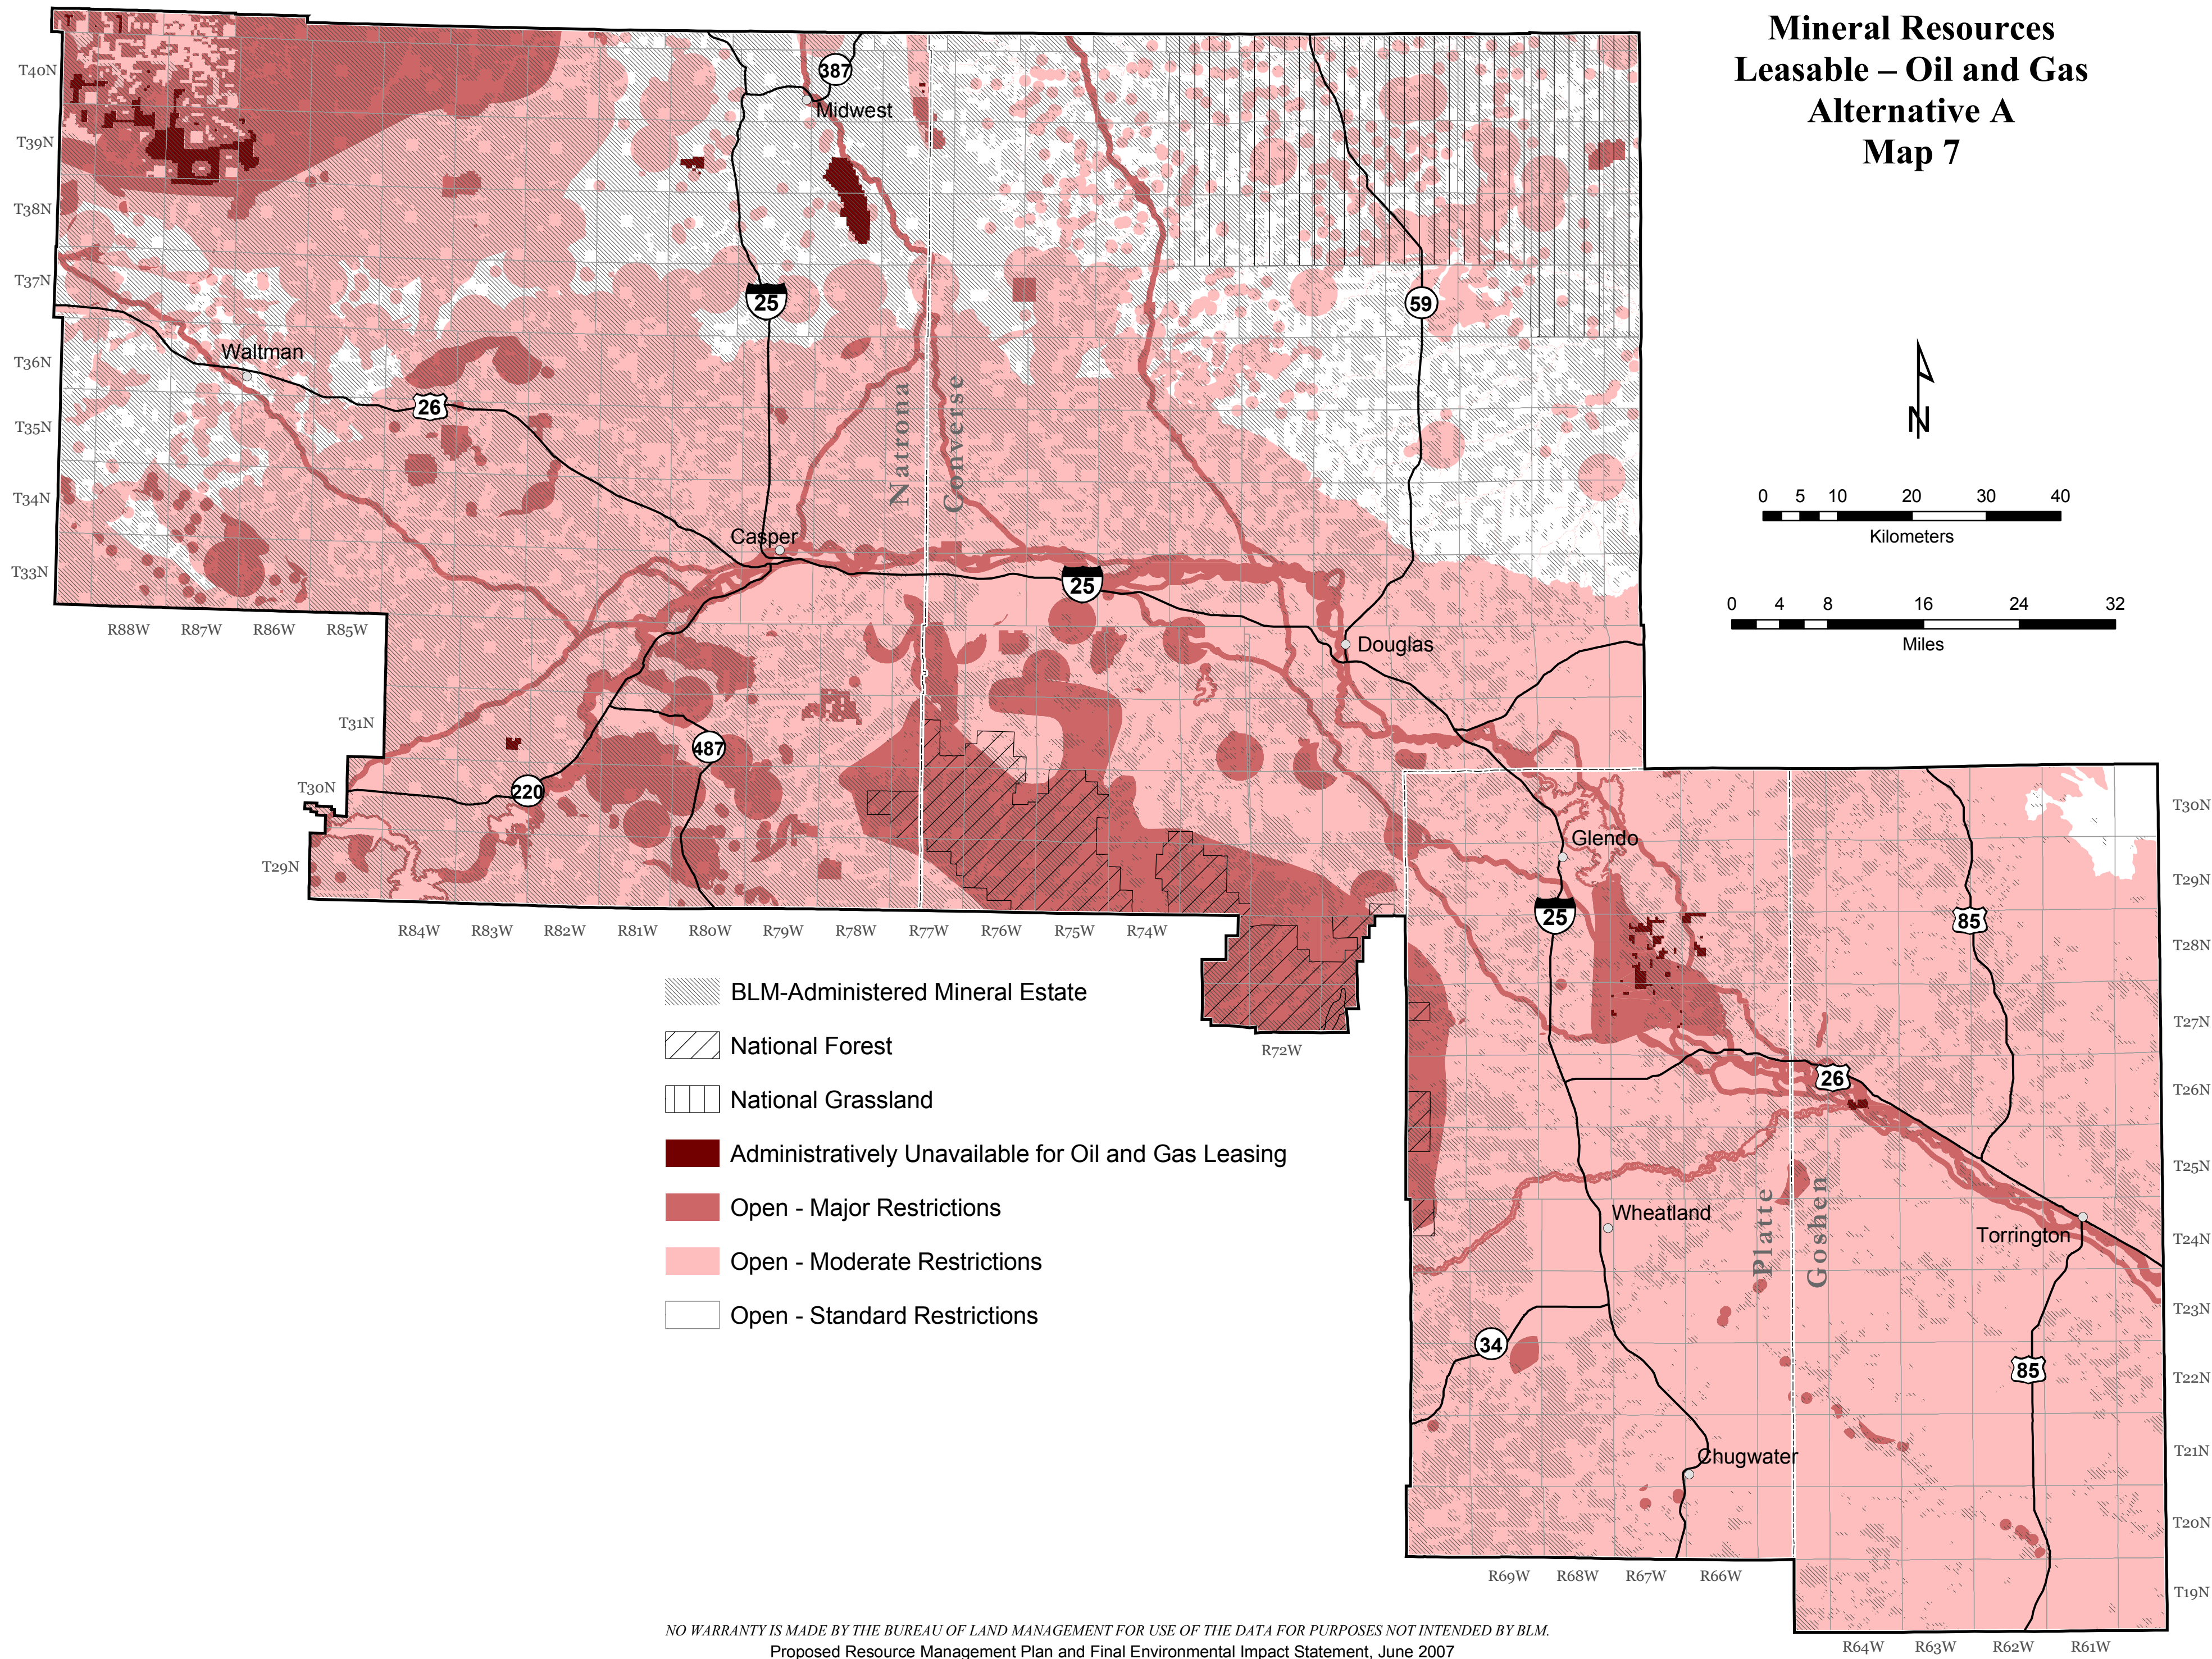 Mineral Resources
Leasable – Oil and Gas
Alternative A
Map 7
N
0 5 10 20 30 40
Kilometers
0 4 8 16 24 32
Miles
T40N
T39N
T38N
T37N
T36N
T35N
T34N
T33N
T31N
T30N
T29N
387
Midwest
25
59
Waltman
26
Natrona
Converse
Casper
25
Douglas
R88W R87W R86W R85W
487
220
Glendo
25
85
R84W R83W R82W R81W R80W R79W R78W R77W R76W R75W R74W
R72W
T30N
T29N
T28N
T27N
T26N
T25N
T24N
T23N
T22N
T21N
T20N
T19N
26
Platte
Goshen
Wheatland
Torrington
34
85
Chugwater
R69W R68W R67W R66W
R64W R63W R62W R61W
BLM-Administered Mineral Estate
National Forest
National Grassland
Administratively Unavailable for Oil and Gas Leasing
Open - Major Restrictions
Open - Moderate Restrictions
Open - Standard Restrictions
NO WARRANTY IS MADE BY THE BUREAU OF LAND MANAGEMENT FOR USE OF THE DATA FOR PURPOSES NOT INTENDED BY BLM.
Proposed Resource Management Plan and Final Environmental Impact Statement, June 2007